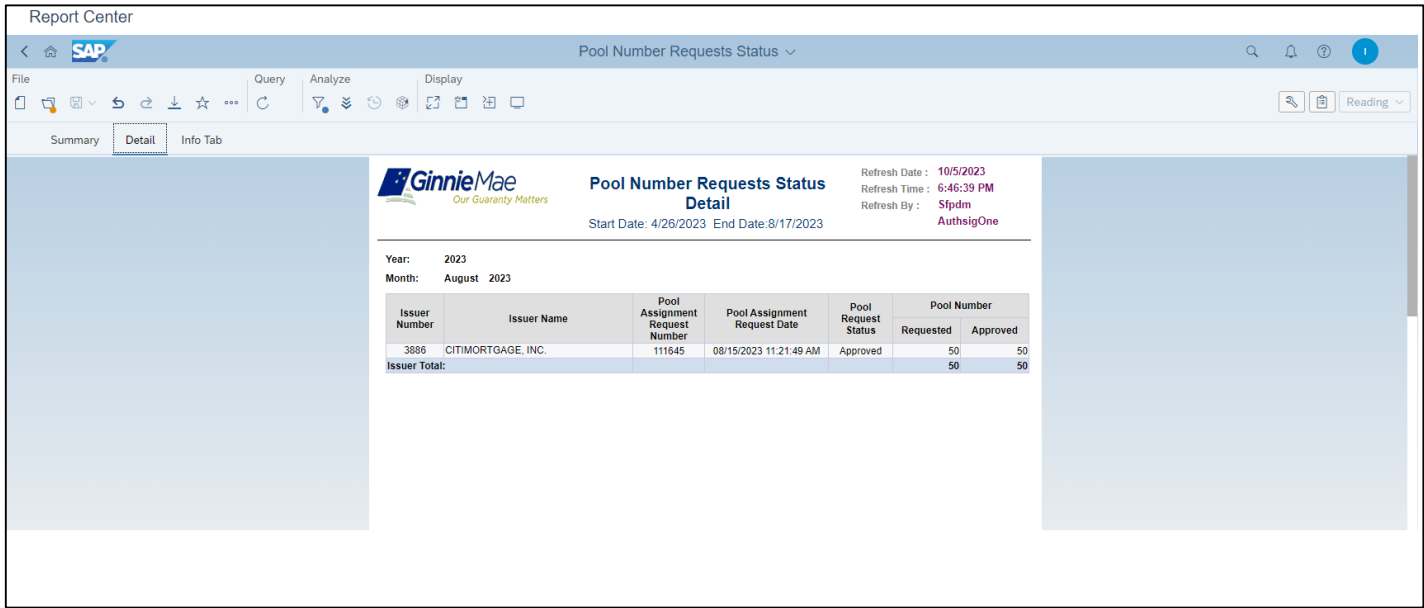 Report Center
SAP
Pool Number Requests Status
I
File Query Analyze Display
Reading
Summary Detail Info Tab
GinnieMae
Our Guaranty Matters
Pool Number Requests Status
Detail
Start Date: 4/26/2023 End Date:8/17/2023
Refresh Date : 10/5/2023
Refresh Time : 6:46:39 PM
Refresh By : Sfpdm
AuthsigOne
Year: 2023
Month: August 2023
Issuer Number Issuer Name Pool Assignment Request Number Pool Assignment Request Date Pool Request Status Pool Number
Requested Approved
3886 CITIMORTGAGE, INC. 111645 08/15/2023 11:21:49 AM Approved 50 50
Issuer Total: 50 50